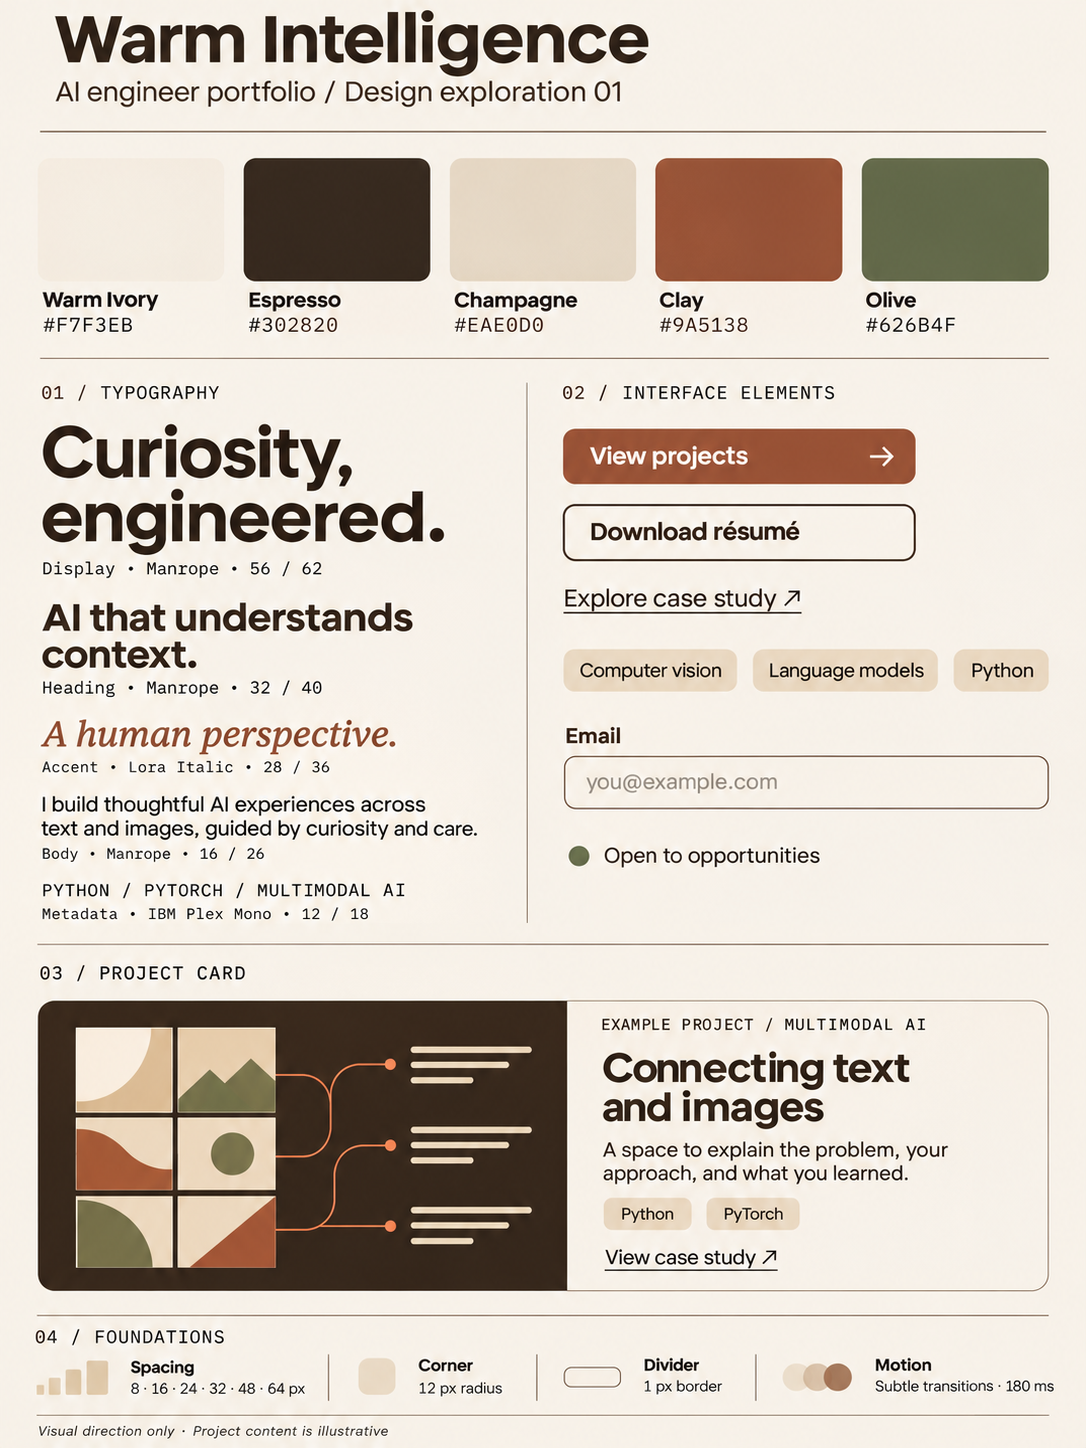 Warm Intelligence
AI engineer portfolio / Design exploration 01
Warm Ivory
#F7F3EB
Espresso
#302820
Champagne
#EAE0D0
Clay
#9A5138
Olive
#626B4F
01 / TYPOGRAPHY
Curiosity,
engineered.
Display • Manrope • 56 / 62
AI that understands
context.
Heading • Manrope • 32 / 40
A human perspective.
Accent • Lora Italic • 28 / 36
I build thoughtful AI experiences across
text and images, guided by curiosity and care.
Body • Manrope • 16 / 26
PYTHON / PYTORCH / MULTIMODAL AI
Metadata • IBM Plex Mono • 12 / 18
02 / INTERFACE ELEMENTS
View projects →
Download résumé
Explore case study ↗
Computer vision
Language models
Python
Email
you@example.com
Open to opportunities
03 / PROJECT CARD
EXAMPLE PROJECT / MULTIMODAL AI
Connecting text
and images
A space to explain the problem, your
approach, and what you learned.
Python
PyTorch
View case study ↗
04 / FOUNDATIONS
Spacing
8 · 16 · 24 · 32 · 48 · 64 px
Corner
12 px radius
Divider
1 px border
Motion
Subtle transitions · 180 ms
Visual direction only · Project content is illustrative